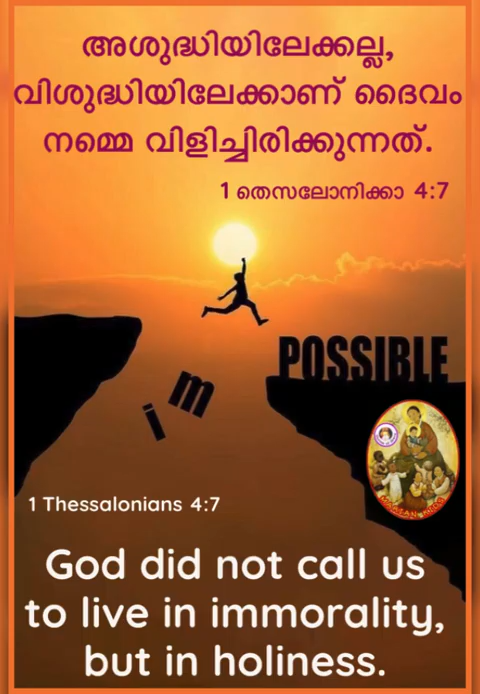 അശുദ്ധിയിലേക്കല്ല,
വിശുദ്ധിയിലേക്കാണ് ദൈവം
നമ്മെ വിളിച്ചിരിക്കുന്നത്.
1 തെസലോനിക്കാ 4:7
POSSIBLE
i m
1 Thessalonians 4:7
God did not call us
to live in immorality,
but in holiness.